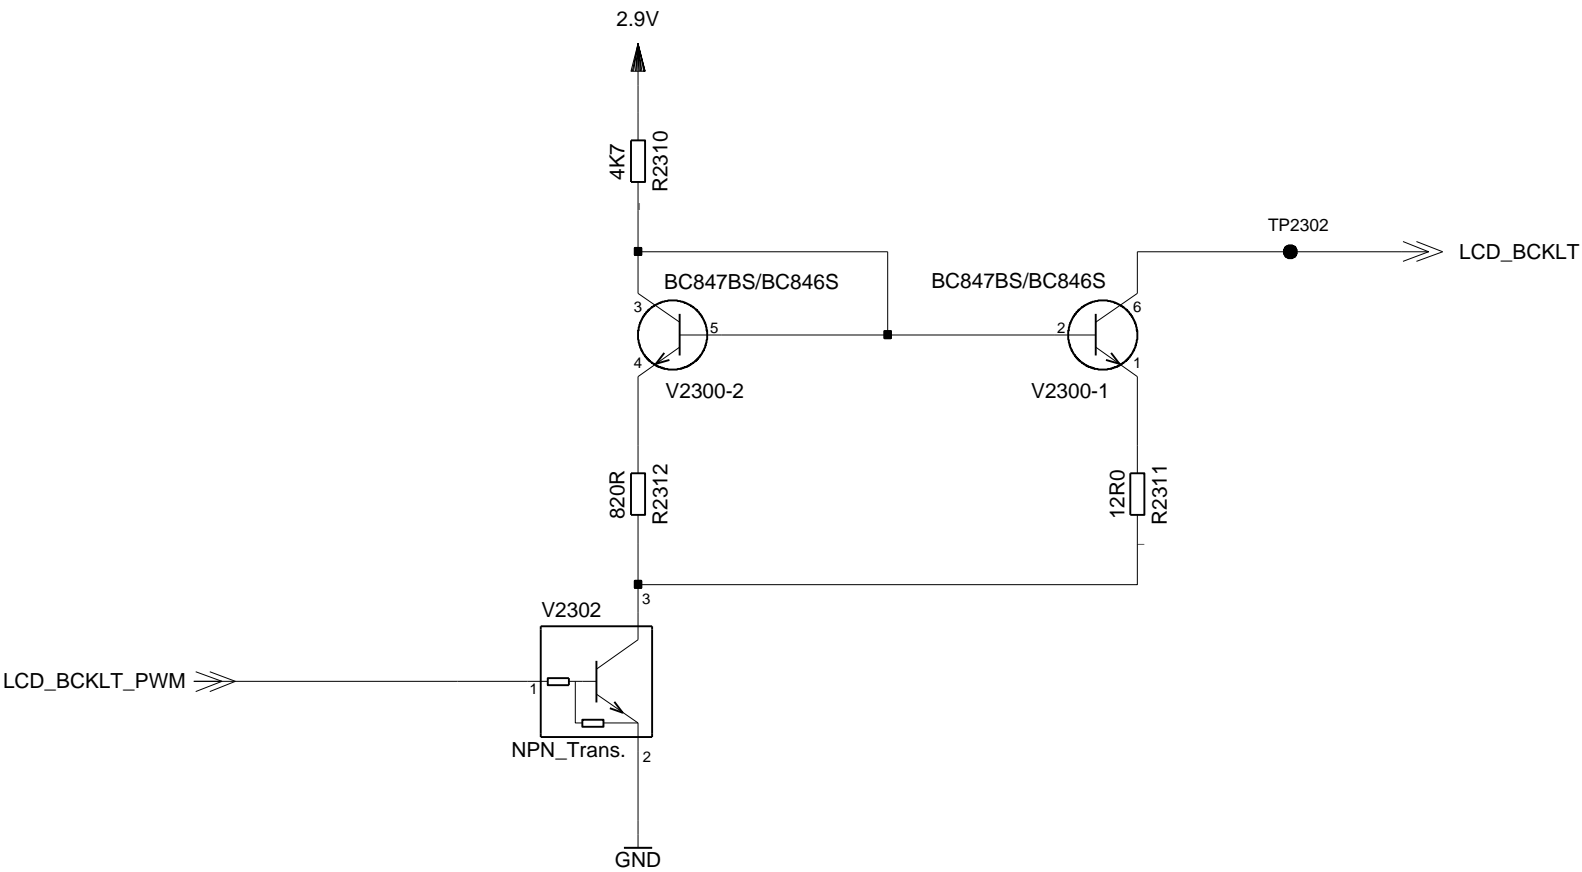 2.9V
4K7
R2310
TP2302
LCD_BCKLT
BC847BS/BC846S
BC847BS/BC846S
3
5
2
6
4
1
V2300-2
V2300-1
820R
R2312
12R0
R2311
3
V2302
LCD_BCKLT_PWM
1
NPN_Trans.
2
GND